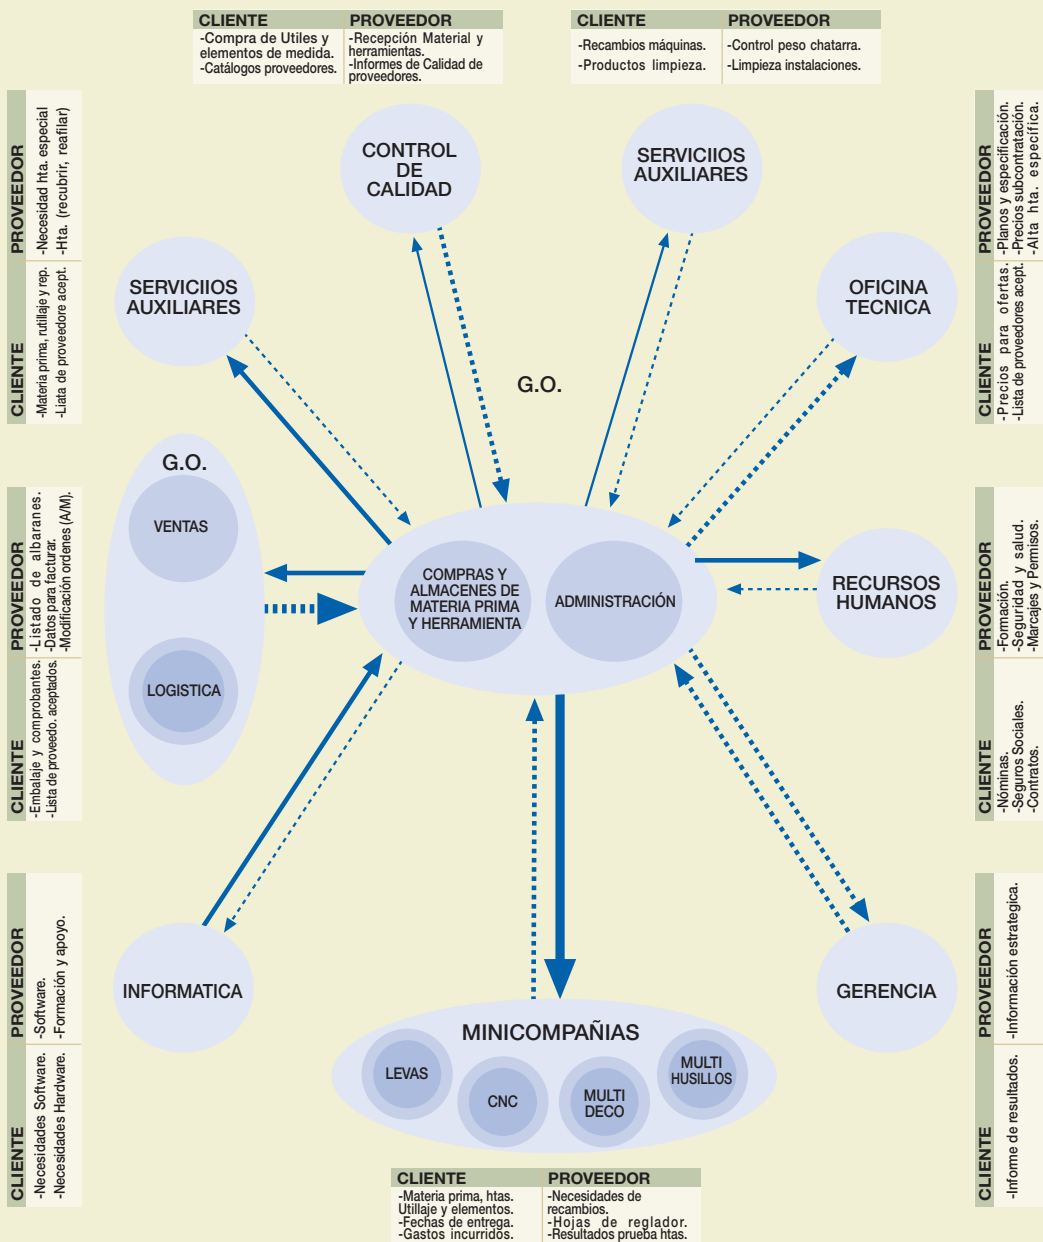 CLIENTE
PROVEEDOR
-Compra de Utiles y
elementos de medida.
-Catálogos proveedores.
-Recepción Material y
herramientas.
-Informes de Calidad de
proveedores.
CLIENTE
PROVEEDOR
-Recambios máquinas.
-Productos limpieza.
-Control peso chatarra.
-Limpieza instalaciones.
PROVEEDOR
-Necesidad hta. especial
-Hta. (recubrir, reafilar)
CLIENTE
-Materia prima, rutillaje y rep.
-Liata de proveedore acept.
CONTROL
DE
CALIDAD
SERVICIIOS
AUXILIARES
PROVEEDOR
-Planos y especificación.
-Precios subcontratación.
-Alta hta. específica.
CLIENTE
-Precios para ofertas.
-Lista de proveedores acept.
SERVICIIOS
AUXILIARES
OFICINA
TECNICA
G.O.
G.O.
VENTAS
LOGISTICA
PROVEEDOR
-Listado de albaranes.
-Datos para facturar.
-Modificación ordenes (A/M).
CLIENTE
-Embalaje y comprobantes.
-Lista de proveedo. aceptados.
COMPRAS Y
ALMACENES DE
MATERIA PRIMA
Y HERRAMIENTA
ADMINISTRACIÓN
RECURSOS
HUMANOS
PROVEEDOR
-Formación.
-Seguridad y salud.
-Marcajes y Permisos.
CLIENTE
-Nóminas.
-Seguros Sociales.
-Contratos.
PROVEEDOR
-Software.
-Formación y apoyo.
CLIENTE
-Necesidades Software.
-Necesidades Hardware.
INFORMATICA
GERENCIA
PROVEEDOR
-Información estrategica.
CLIENTE
-Informe de resultados.
MINICOMPAÑIAS
LEVAS
CNC
MULTI
DECO
MULTI
HUSILLOS
CLIENTE
PROVEEDOR
-Materia prima, htas.
Utillaje y elementos.
-Fechas de entrega.
-Gastos incurridos.
-Necesidades de
recambios.
-Hojas de reglador.
-Resultados prueba htas.